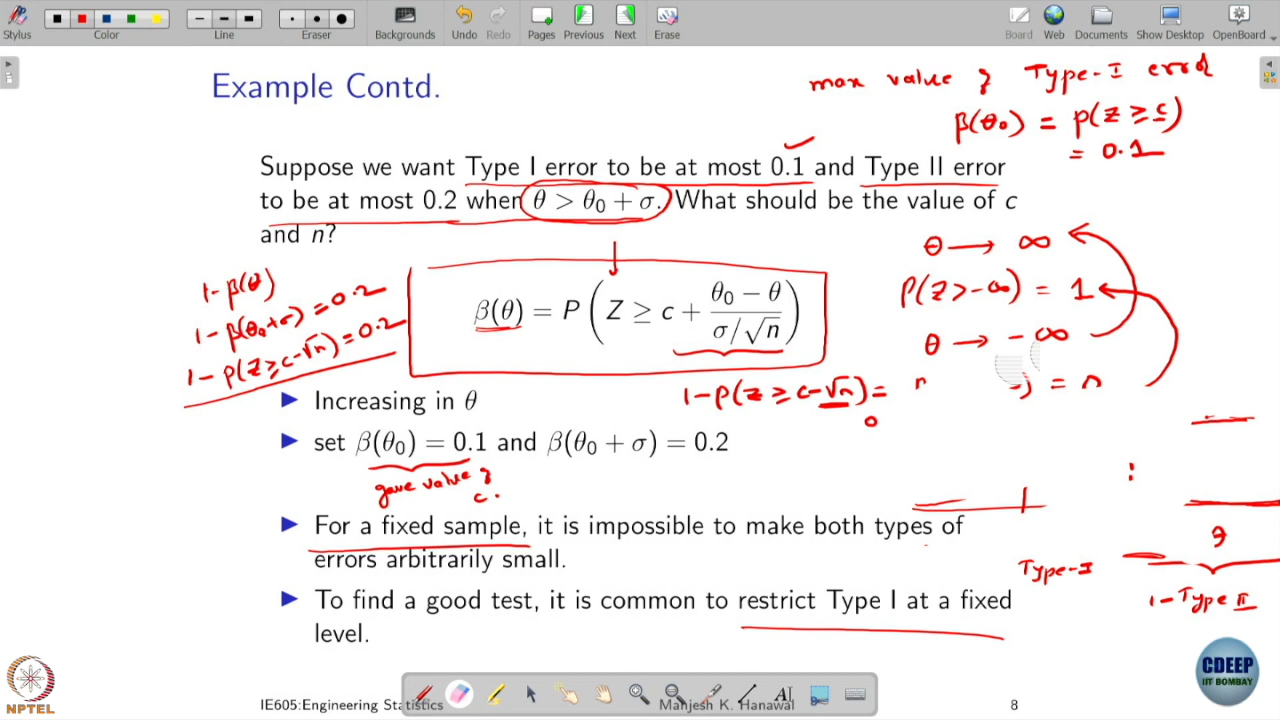 Stylus
Color
Line
Eraser
Backgrounds
Undo
Redo
Pages
Previous
Next
Erase
Board
Web
Documents
Show Desktop
OpenBoard
Example Contd.
max value of Type-I error
β(θ₀) = P(Z ≥ c)
= 0.1
Suppose we want Type I error to be at most 0.1 and Type II error
to be at most 0.2 when θ > θ₀ + σ. What should be the value of c
and n?
θ → ∞
P(Z > -∞) = 1
θ → -∞
1-β(θ)
1-β(θ₀+σ) = 0.2
1-P(Z ≥ c-√n) = 0.2
β(θ) = P(Z ≥ c + (θ₀ − θ)/(σ/√n))
1-P(Z ≥ c-√n) =
0
▶ Increasing in θ
▶ set β(θ₀) = 0.1 and β(θ₀ + σ) = 0.2
gave value of
c.
▶ For a fixed sample, it is impossible to make both types of
errors arbitrarily small.
Type-I
1-Type II
▶ To find a good test, it is common to restrict Type I at a fixed
level.
NPTEL
IE605:Engineering Statistics
Manjesh K. Hanawal
8
CDEEP
IIT BOMBAY